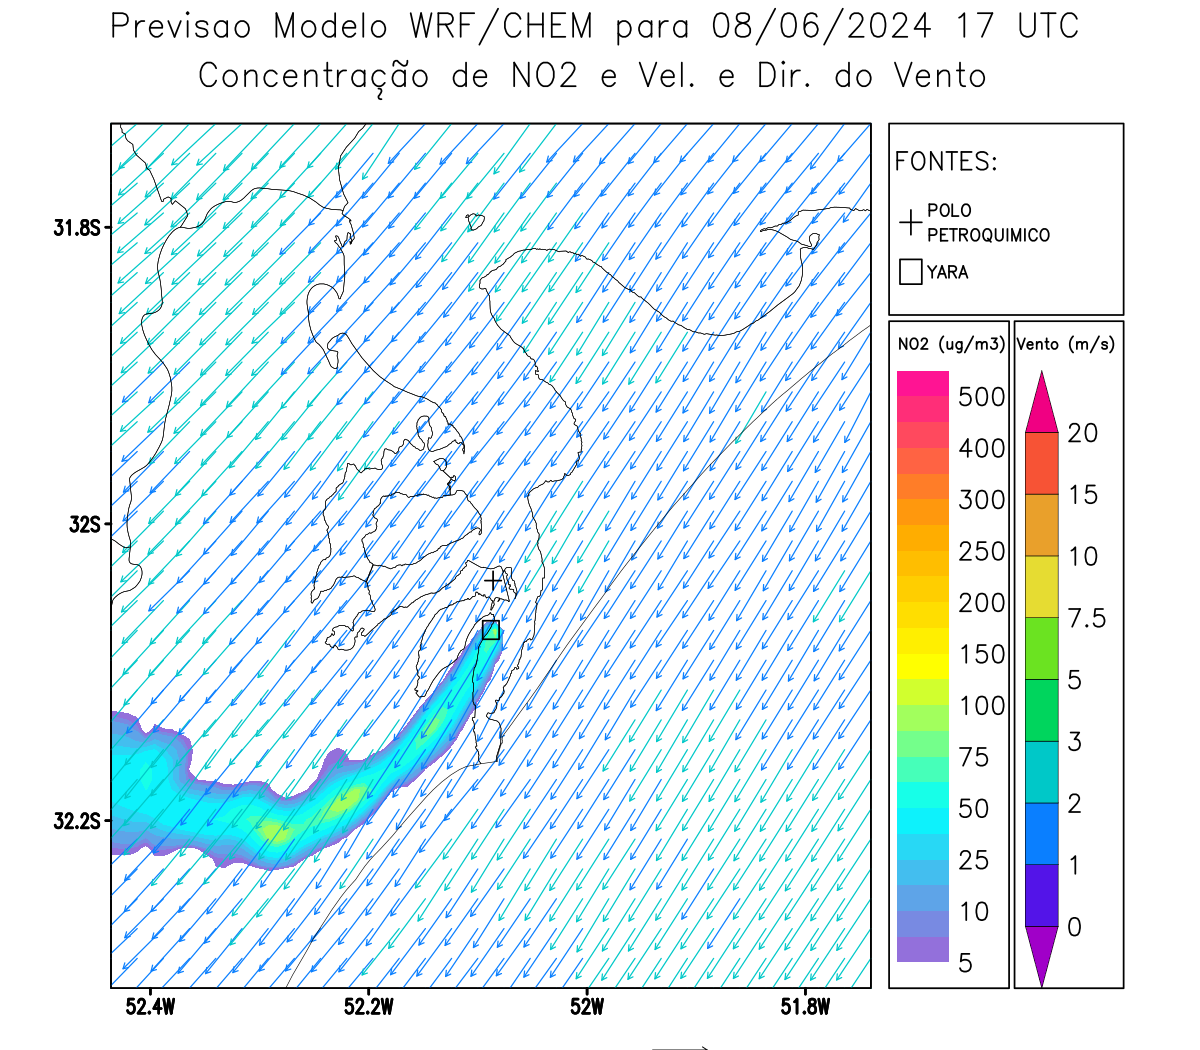 Previsao Modelo WRF/CHEM para 08/06/2024 17 UTC
Concentração de NO2 e Vel. e Dir. do Vento
FONTES:
POLO
PETROQUIMICO
YARA
NO2 (ug/m3)
500
400
300
250
200
150
100
75
50
25
10
5
Vento (m/s)
20
15
10
7.5
5
3
2
1
0
31.8S
32S
32.2S
52.4W
52.2W
52W
51.8W